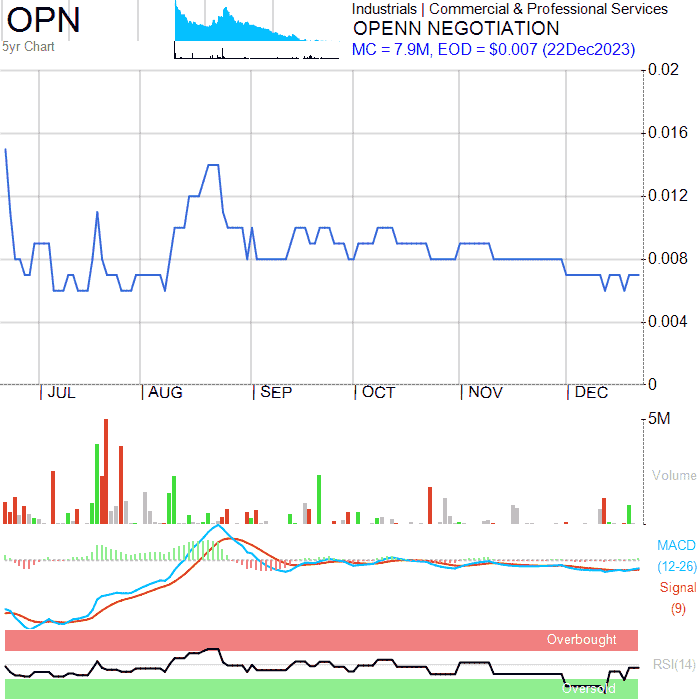 OPN
5yr Chart
Industrials | Commercial & Professional Services
OPENN NEGOTIATION
MC = 7.9M, EOD = $0.007 (22Dec2023)
0.02
0.016
0.012
0.008
0.004
0
JUL
AUG
SEP
OCT
NOV
DEC
5M
Volume
MACD
(12-26)
Signal
(9)
Overbought
RSI(14)
Oversold